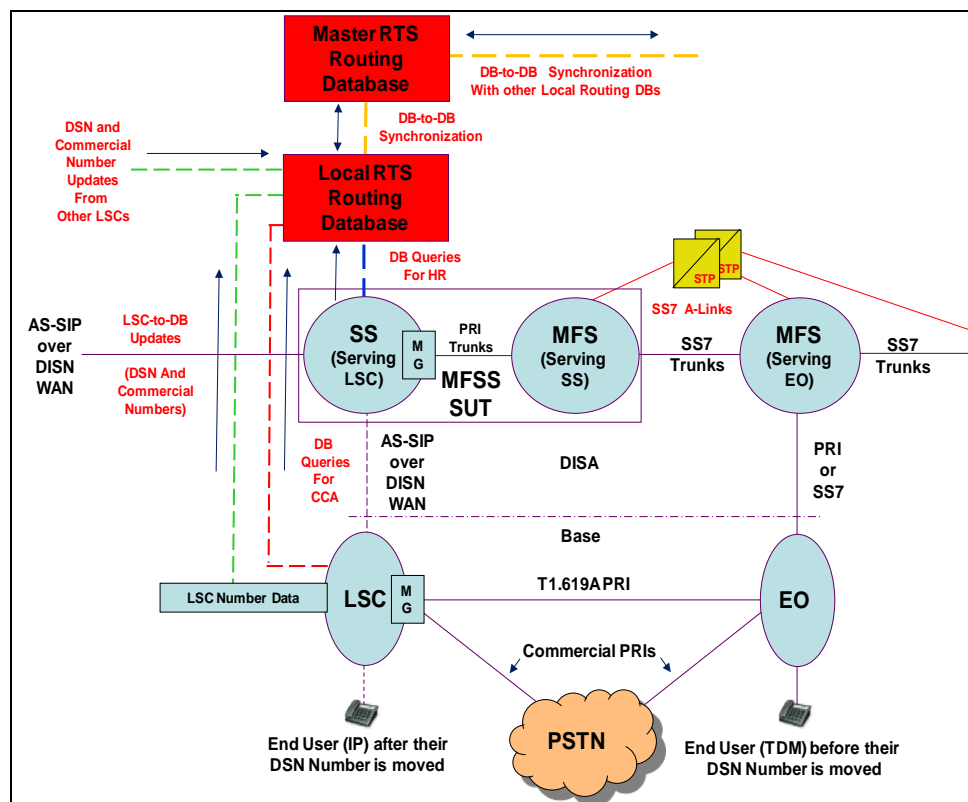 Master RTS
Routing
Database
DB-to-DB Synchronization
With other Local Routing DBs
DB-to-DB
Synchronization
DSN and
Commercial
Number
Updates
From
Other LSCs
Local RTS
Routing
Database
DB Queries
For HR
STP
STP
SS7 A-Links
AS-SIP
over
DISN
WAN
LSC-to-DB
Updates
(DSN And
Commercial
Numbers)
SS
(Serving
LSC)
M
G
PRI
Trunks
MFSS
SUT
MFS
(Serving
SS)
SS7
Trunks
MFS
(Serving
EO)
SS7
Trunks
DB
Queries
For
CCA
AS-SIP
over
DISN
WAN
DISA
PRI
or
SS7
Base
LSC Number Data
LSC
M
G
T1.619A PRI
EO
Commercial PRIs
PSTN
End User (IP) after their
DSN Number is moved
End User (TDM) before their
DSN Number is moved